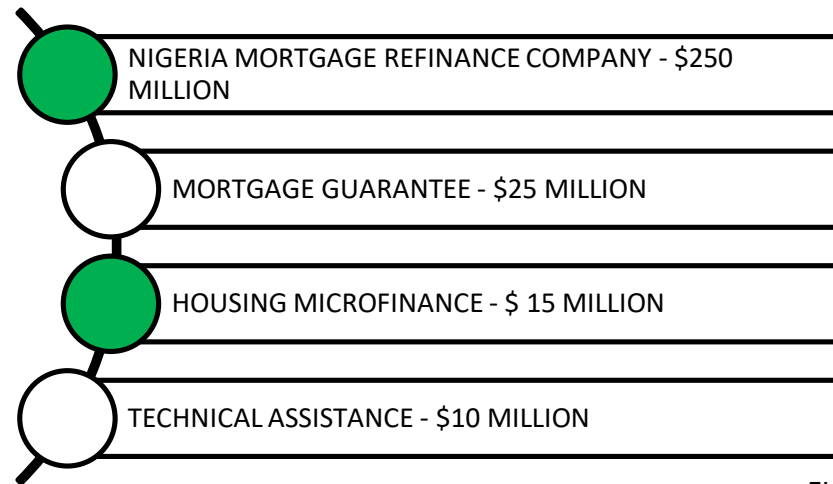 NIGERIA MORTGAGE REFINANCE COMPANY - $250
MILLION
MORTGAGE GUARANTEE - $25 MILLION
HOUSING MICROFINANCE - $ 15 MILLION
TECHNICAL ASSISTANCE - $10 MILLION